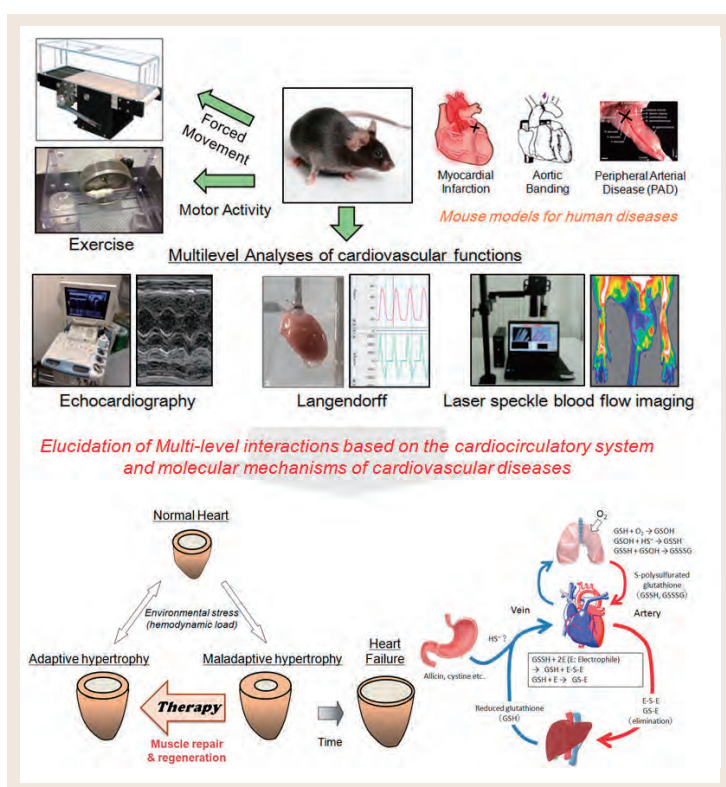 Forced
Movement
Motor Activity
Exercise
Myocardial
Infarction
Aortic
Banding
Peripheral Arterial
Disease (PAD)
Mouse models for human diseases
Multilevel Analyses of cardiovascular functions
Echocardiography
Langendorff
Laser speckle blood flow imaging
Elucidation of Multi-level interactions based on the cardiocirculatory system
and molecular mechanisms of cardiovascular diseases
Normal Heart
Environmental stress
(hemodynamic load)
Adaptive hypertrophy
Maladaptive hypertrophy
Heart
Failure
Therapy
Muscle repair
& regeneration
Time
O₂
GSH + O₂ → GSOH
GSOH + HS⁻ → GSSH
GSSH + GSOH → GSSSG
S-polysulfurated
glutathione
(GSSH, GSSSG)
Vein
Artery
HS⁻ ?
Allicin, cystine etc..
GSSH + 2E (E: Electrophile)
→ GSH + E-S-E
GSH + E → GS-E
Reduced glutathione
(GSH)
E-S-E
GS-E
(elimination)